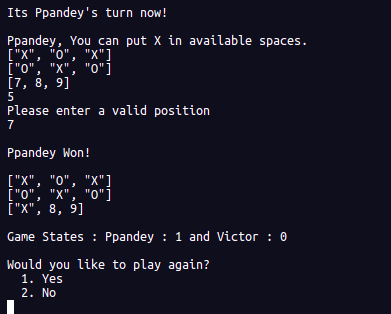 Its Ppandey's turn now!
Ppandey, You can put X in available spaces.
["X", "O", "X"]
["O", "X", "O"]
[7, 8, 9]
5
Please enter a valid position
7
Ppandey Won!
["X", "O", "X"]
["O", "X", "O"]
["X", 8, 9]
Game States : Ppandey : 1 and Victor : 0
Would you like to play again?
1. Yes
2. No